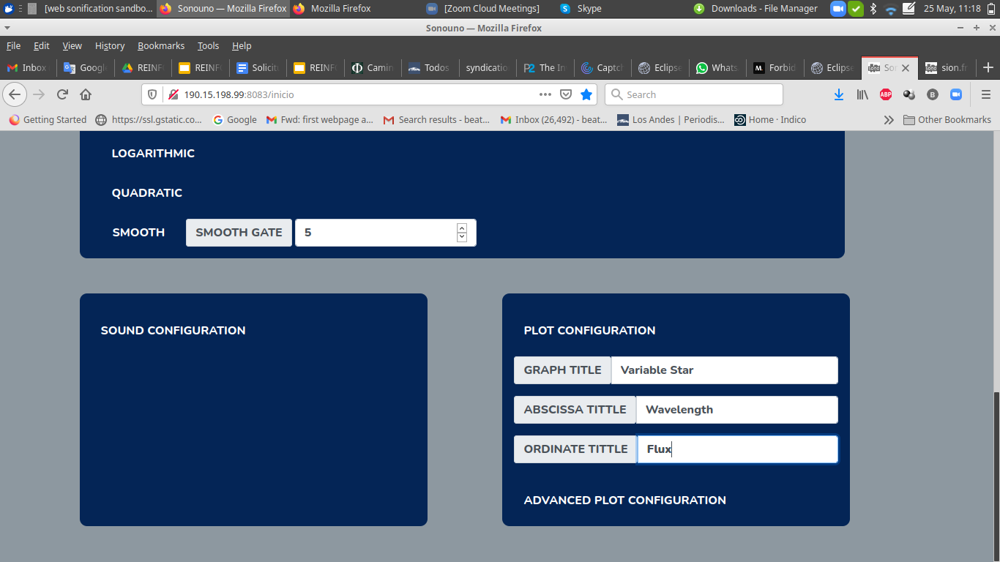 [web sonification sandbo...
Sonouno — Mozilla Firefox
Mozilla Firefox
[Zoom Cloud Meetings]
Skype
Downloads - File Manager
25 May, 11:18
Sonouno — Mozilla Firefox
File Edit View History Bookmarks Tools Help
Inbox
Googl
REINF
REINF
Solicit
REINF
Camin
Todos
syndicatio
P2 The In
Captc
Eclipse
Whats
M Forbid
Eclipse
Son
sion.fr
190.15.198.99:8083/inicio
Search
ABP
B
Getting Started
https://ssl.gstatic.co...
Google
Fwd: first webpage a...
Search results - beat...
Inbox (26,492) - beat...
Los Andes | Periodis...
Home · Indico
Other Bookmarks
LOGARITHMIC
QUADRATIC
SMOOTH SMOOTH GATE 5
SOUND CONFIGURATION
PLOT CONFIGURATION
GRAPH TITLE Variable Star
ABSCISSA TITTLE Wavelength
ORDINATE TITTLE Flux
ADVANCED PLOT CONFIGURATION